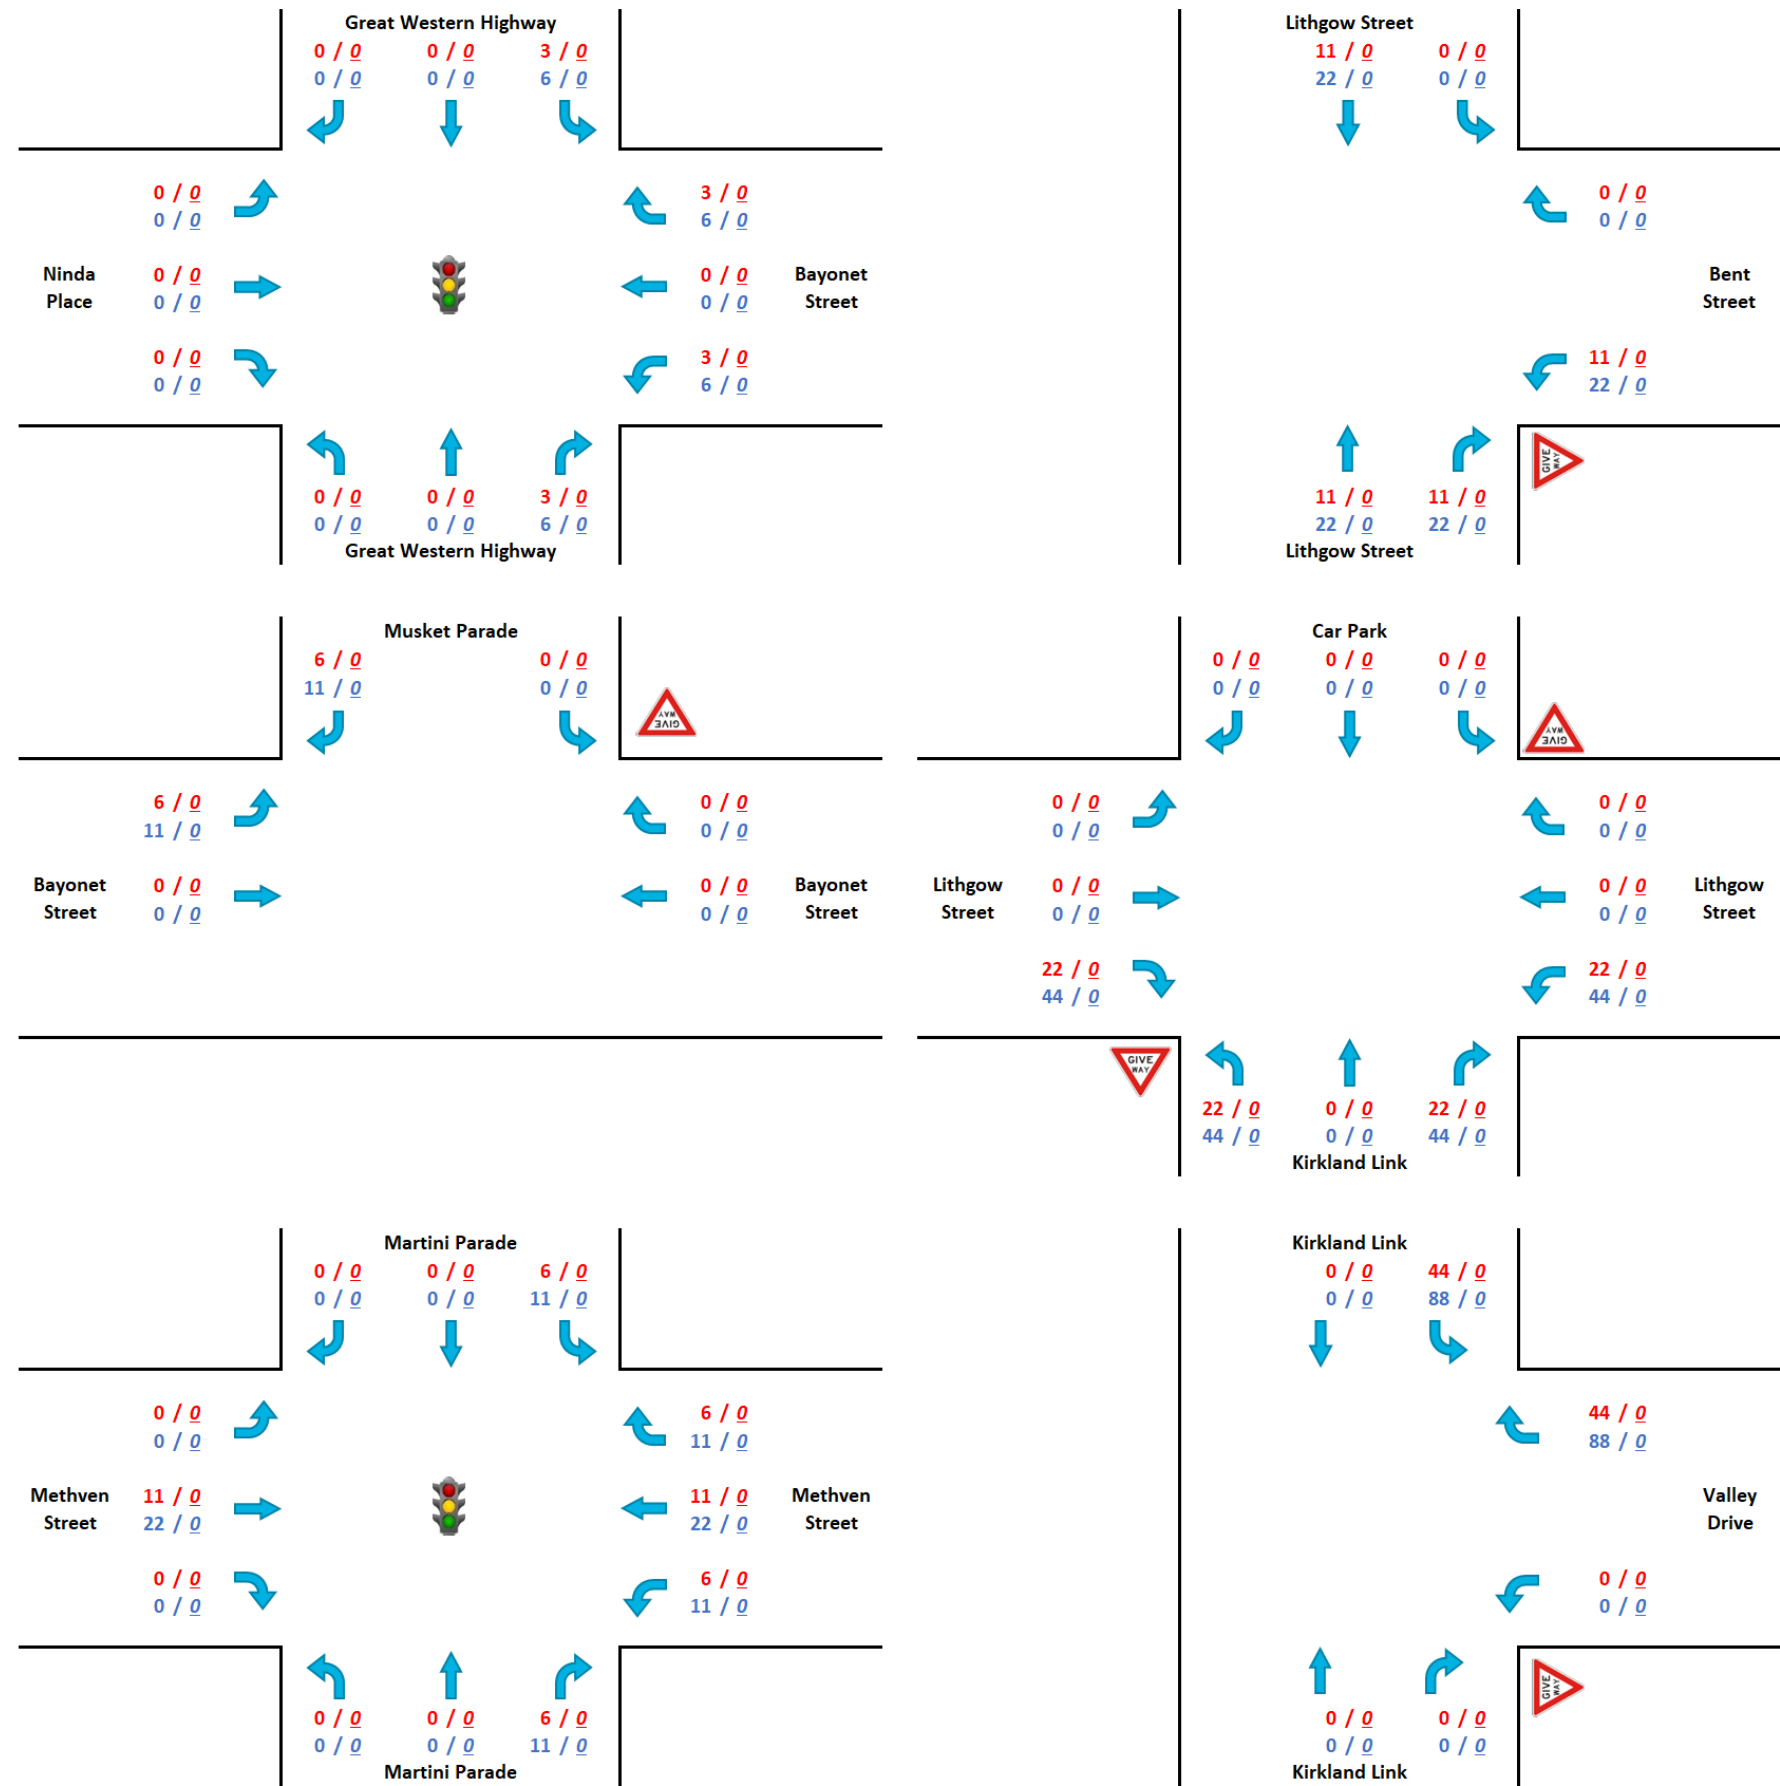 Great Western Highway
0 / 0 0 / 0 3 / 0
0 / 0 0 / 0 6 / 0
0 / 0 3 / 0
0 / 0 6 / 0
Ninda 0 / 0 0 / 0 Bayonet
Place 0 / 0 0 / 0 Street
0 / 0 3 / 0
0 / 0 6 / 0
0 / 0 0 / 0 3 / 0
0 / 0 0 / 0 6 / 0
Great Western Highway
Lithgow Street
11 / 0 0 / 0
22 / 0 0 / 0
0 / 0
0 / 0
Bent
Street
11 / 0
22 / 0
GIVE
WAY
11 / 0 11 / 0
22 / 0 22 / 0
Lithgow Street
Musket Parade
6 / 0 0 / 0
11 / 0 0 / 0
GIVE
WAY
6 / 0 0 / 0
11 / 0 0 / 0
Bayonet 0 / 0 0 / 0 Bayonet
Street 0 / 0 0 / 0 Street
Car Park
0 / 0 0 / 0 0 / 0
0 / 0 0 / 0 0 / 0
GIVE
WAY
0 / 0 0 / 0
0 / 0 0 / 0
Lithgow 0 / 0 0 / 0 Lithgow
Street 0 / 0 0 / 0 Street
22 / 0 22 / 0
44 / 0 44 / 0
GIVE
WAY
22 / 0 0 / 0 22 / 0
44 / 0 0 / 0 44 / 0
Kirkland Link
Martini Parade
0 / 0 0 / 0 6 / 0
0 / 0 0 / 0 11 / 0
0 / 0 6 / 0
0 / 0 11 / 0
Methven 11 / 0 11 / 0 Methven
Street 22 / 0 22 / 0 Street
0 / 0 6 / 0
0 / 0 11 / 0
0 / 0 0 / 0 6 / 0
0 / 0 0 / 0 11 / 0
Martini Parade
Kirkland Link
0 / 0 44 / 0
0 / 0 88 / 0
44 / 0
88 / 0
Valley
Drive
0 / 0
0 / 0
GIVE
WAY
0 / 0 0 / 0
0 / 0 0 / 0
Kirkland Link